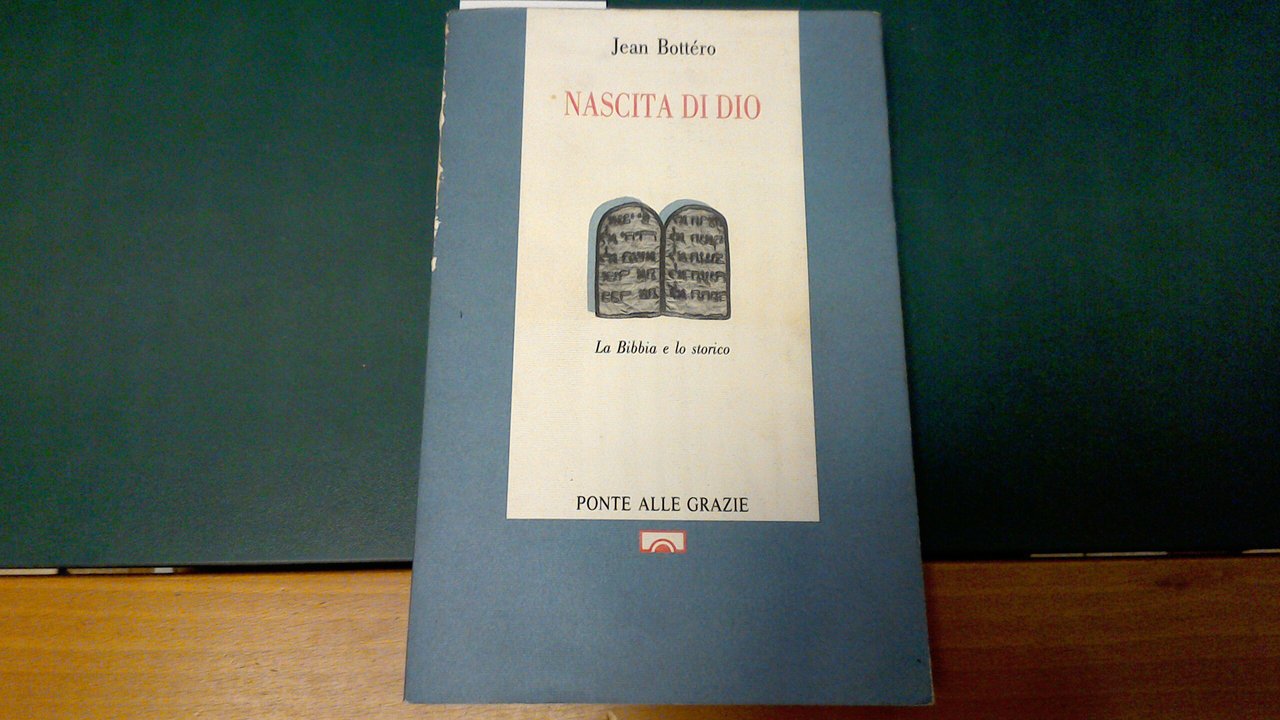 Jean Bottéro
NASCITA DI DIO
La Bibbia e lo storico
PONTE ALLE GRAZIE